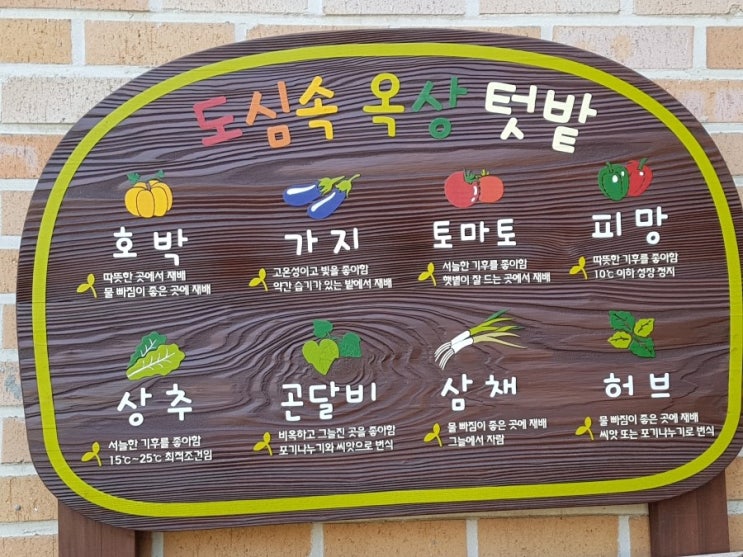 도심속 옥상 텃밭
호박
따뜻한 곳에서 재배
물 빠짐이 좋은 곳에 재배
가지
고온성이고 빛을 좋아함
약간 습기가 있는 밭에서 재배
토마토
서늘한 기후를 좋아함
햇볕이 잘 드는 곳에서 재배
피망
따뜻한 기후를 좋아함
10℃ 이하 성장 정지
상추
서늘한 기후를 좋아함
15℃~25℃ 최적조건임
곤달비
비옥하고 그늘진 곳을 좋아함
포기나누기와 씨앗으로 번식
삼채
물 빠짐이 좋은 곳에 재배
그늘에서 자람
허브
물 빠짐이 좋은 곳에 재배
씨앗 또는 포기나누기로 번식